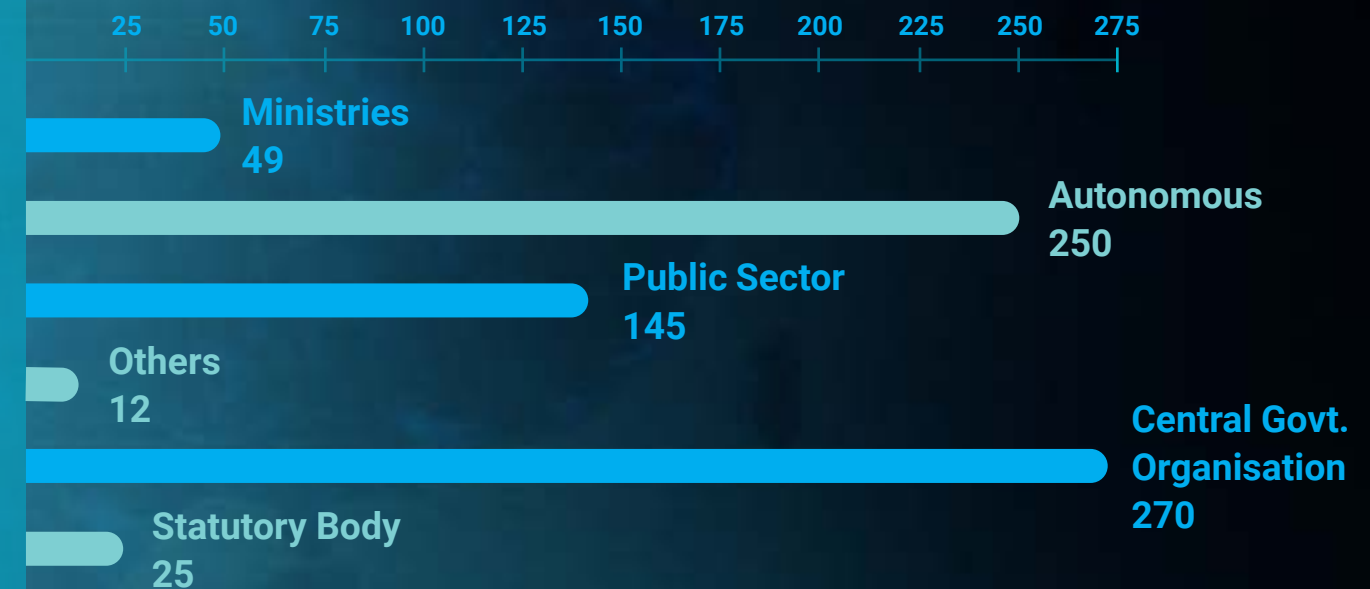 25 50 75 100 125 150 175 200 225 250 275
Ministries
49
Autonomous
250
Public Sector
145
Others
12
Central Govt.
Organisation
270
Statutory Body
25